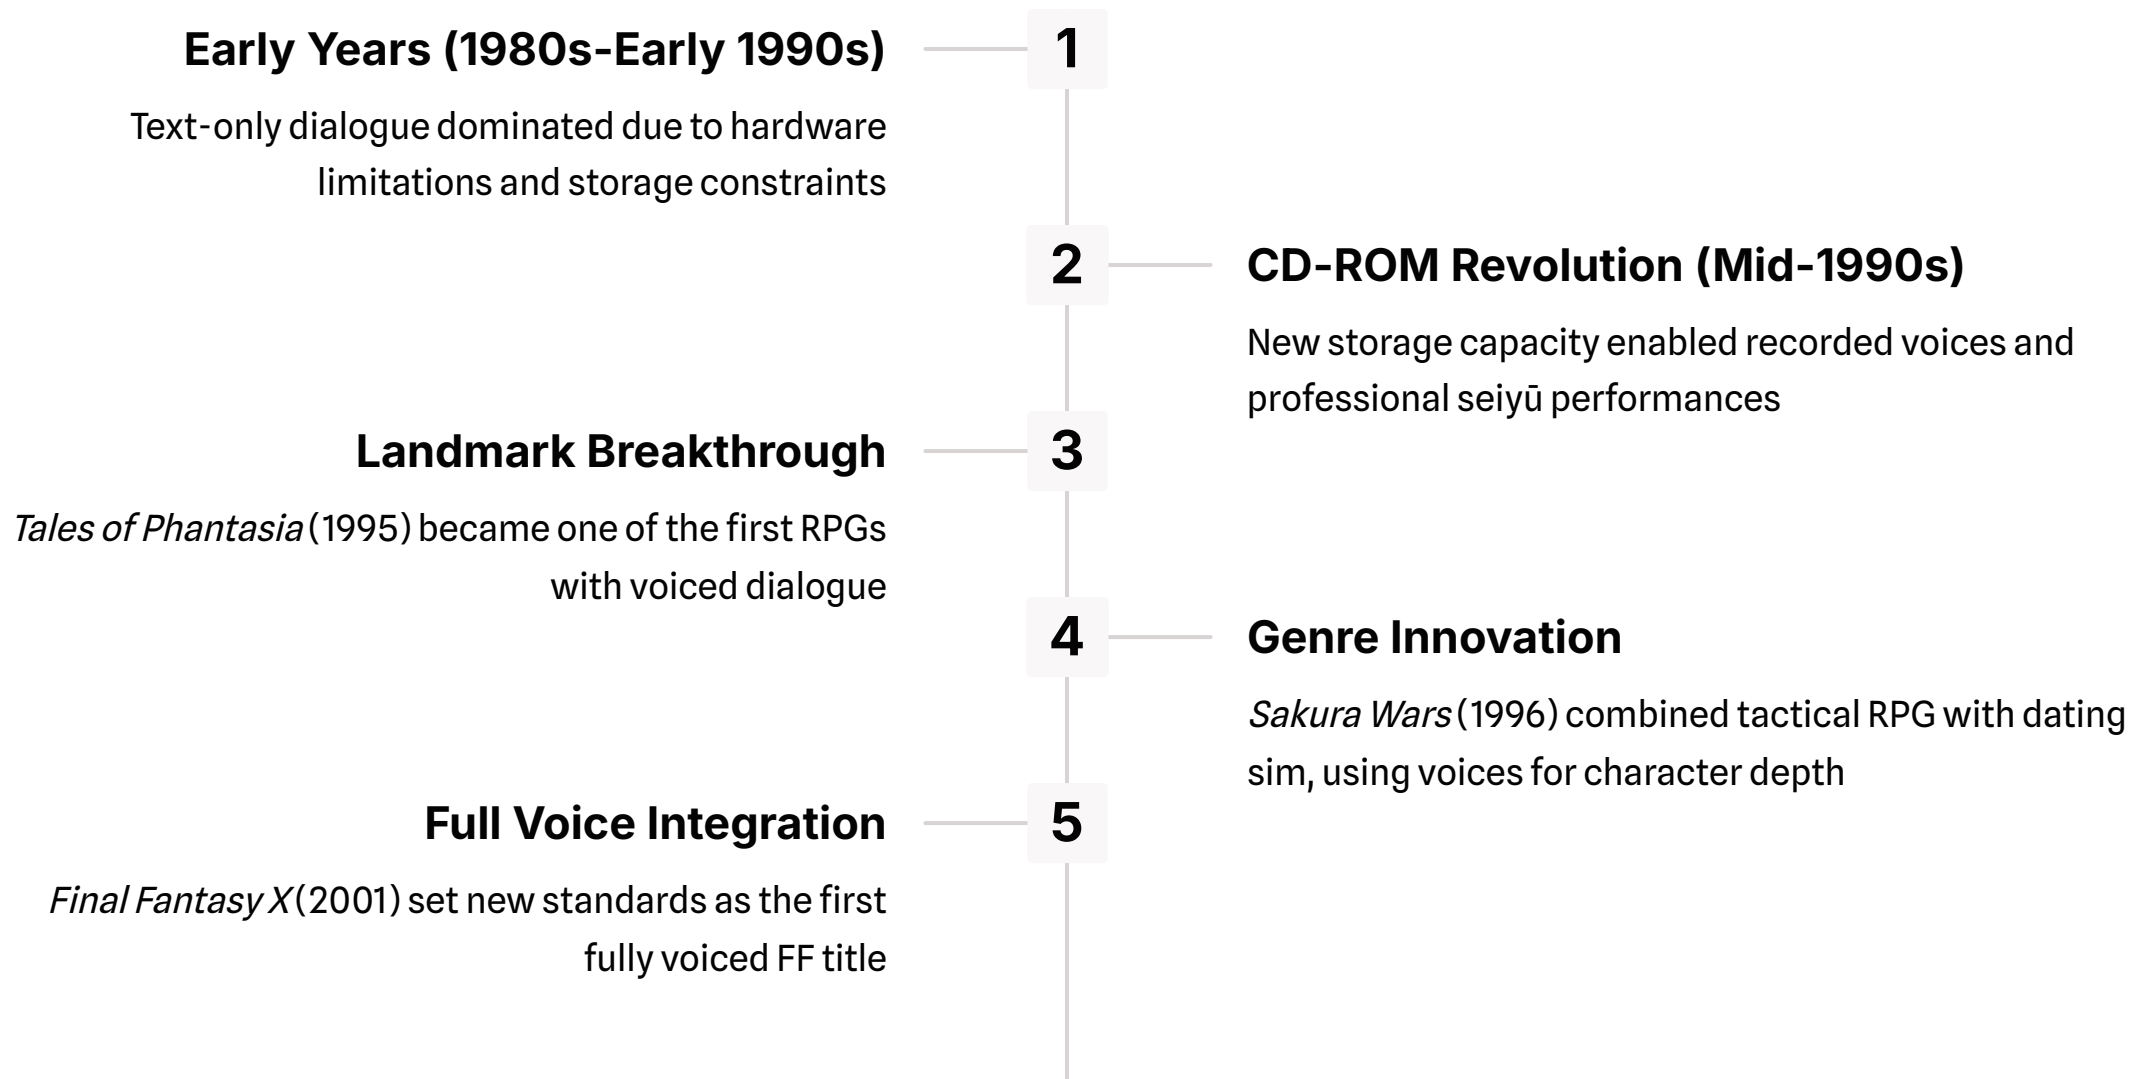 1
Early Years (1980s-Early 1990s)
Text-only dialogue dominated due to hardware
limitations and storage constraints
2
CD-ROM Revolution (Mid-1990s)
New storage capacity enabled recorded voices and
professional seiyū performances
3
Landmark Breakthrough
Tales of Phantasia (1995) became one of the first RPGs
with voiced dialogue
4
Genre Innovation
Sakura Wars (1996) combined tactical RPG with dating
sim, using voices for character depth
5
Full Voice Integration
Final Fantasy X (2001) set new standards as the first
fully voiced FF title